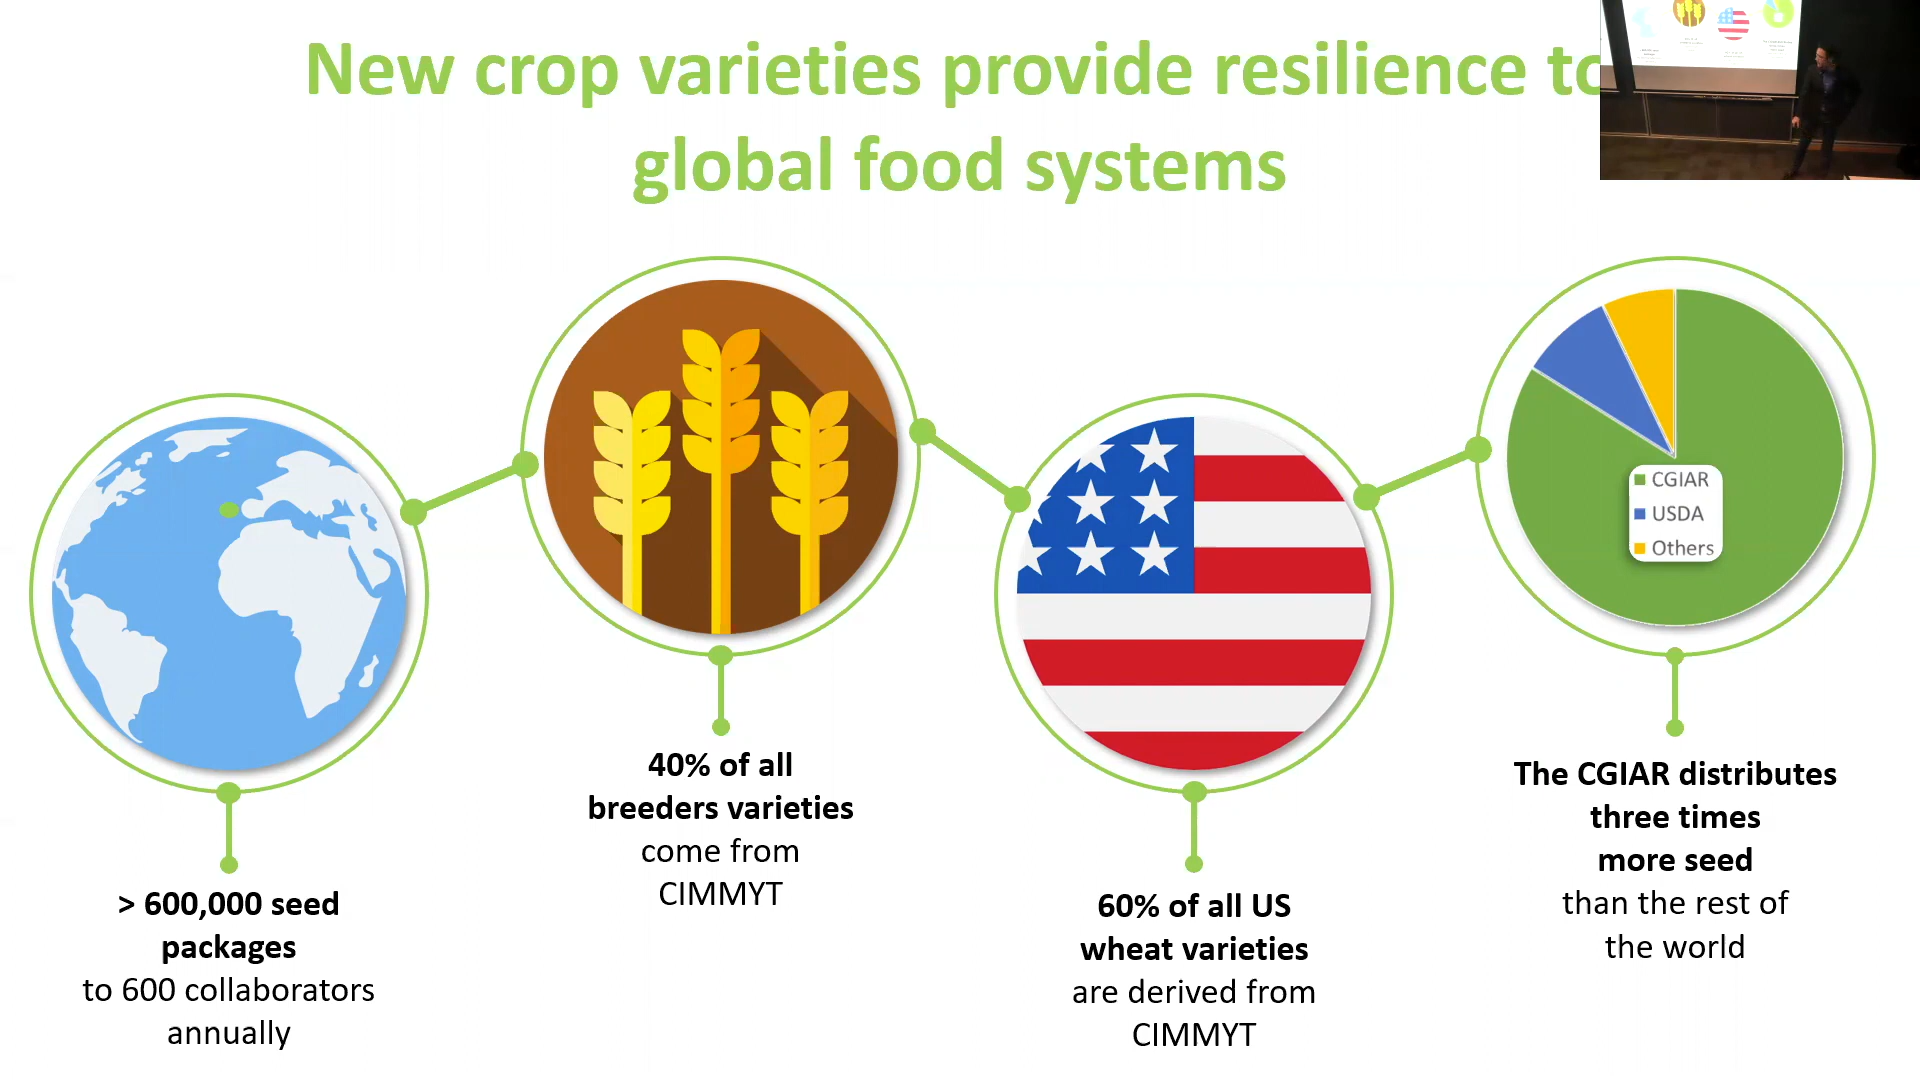 New crop varieties provide resilience to
global food systems
CGIAR
USDA
Others
> 600,000 seed
packages
to 600 collaborators
annually
40% of all
breeders varieties
come from
CIMMYT
60% of all US
wheat varieties
are derived from
CIMMYT
The CGIAR distributes
three times
more seed
than the rest of
the world